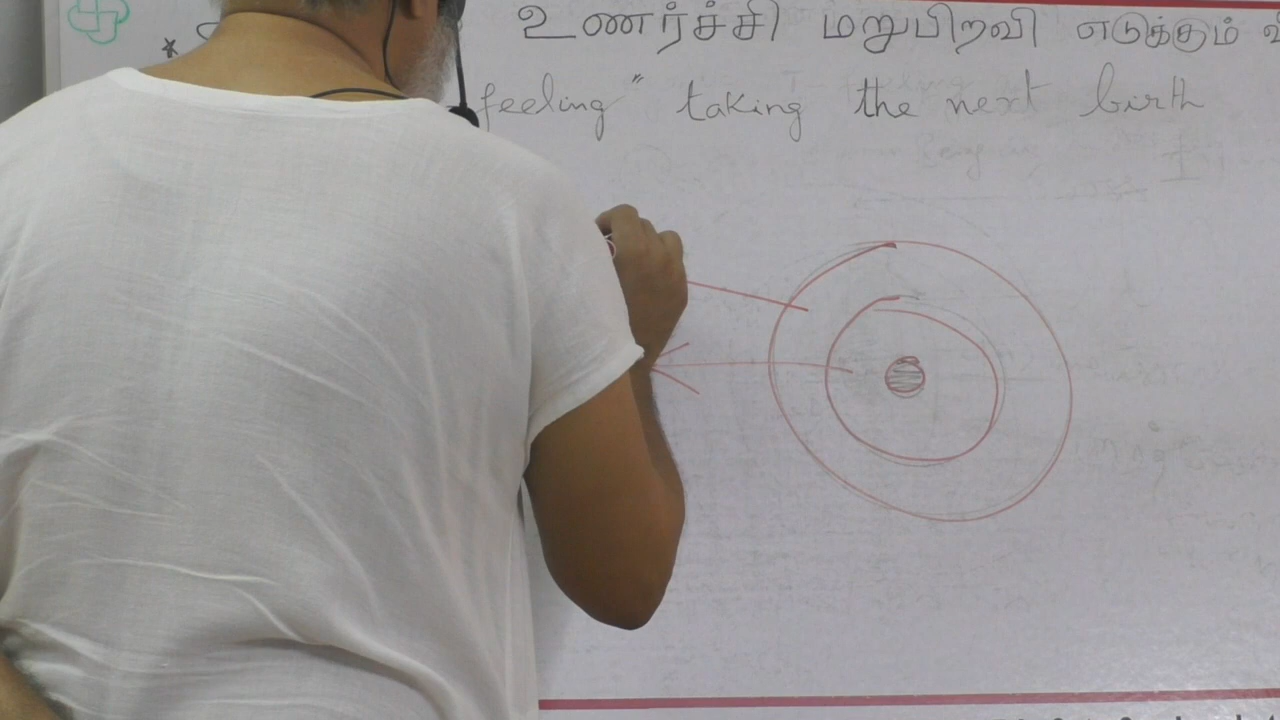 உணர்ச்சி மறுபிறவி எடுக்கும்
feeling" taking the next birth